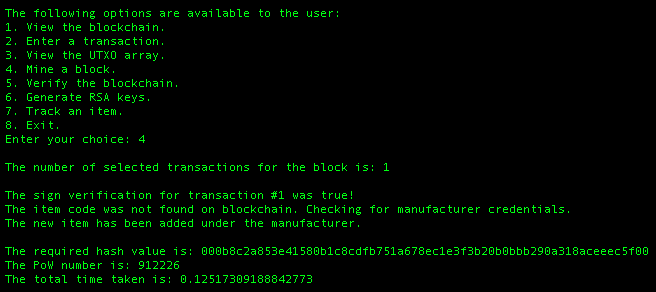 The following options are available to the user:
1. View the blockchain.
2. Enter a transaction.
3. View the UTXO array.
4. Mine a block.
5. Verify the blockchain.
6. Generate RSA keys.
7. Track an item.
8. Exit.
Enter your choice: 4
The number of selected transactions for the block is: 1
The sign verification for transaction #1 was true!
The item code was not found on blockchain. Checking for manufacturer credentials.
The new item has been added under the manufacturer.
The required hash value is: 000b8c2a853e41580b1c8cdfb751a678ec1e3f3b20b0bbb290a318aceeec5f00
The PoW number is: 912226
The total time taken is: 0.12517309188842773